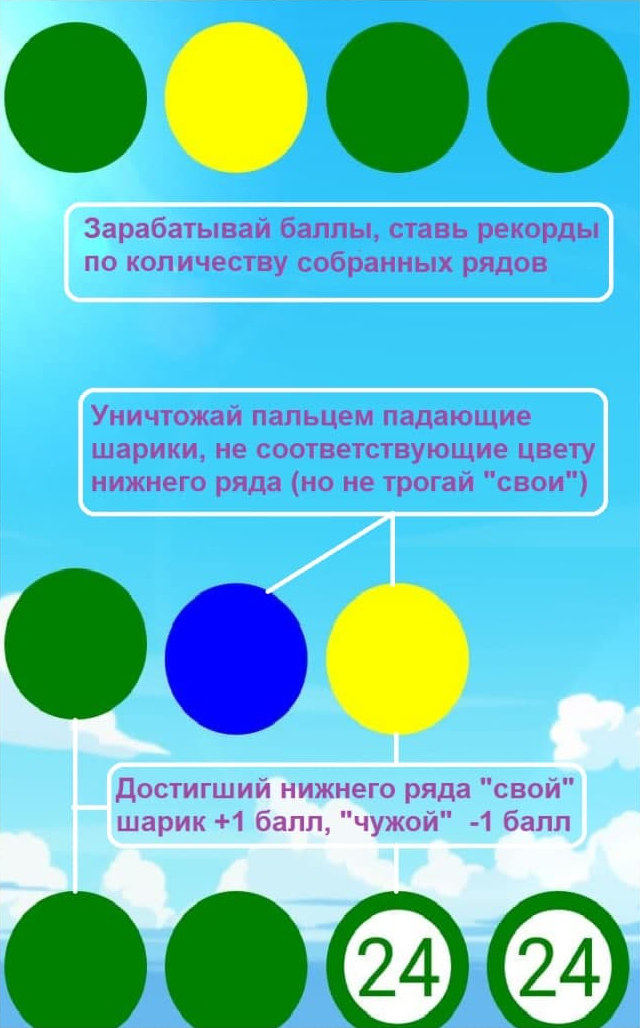 Зарабатывай баллы, ставь рекорды
по количеству собранных рядов
Уничтожай пальцем падающие
шарики, не соответствующие цвету
нижнего ряда (но не трогай "свои")
Достигший нижнего ряда "свой"
шарик +1 балл, "чужой" -1 балл
24 24